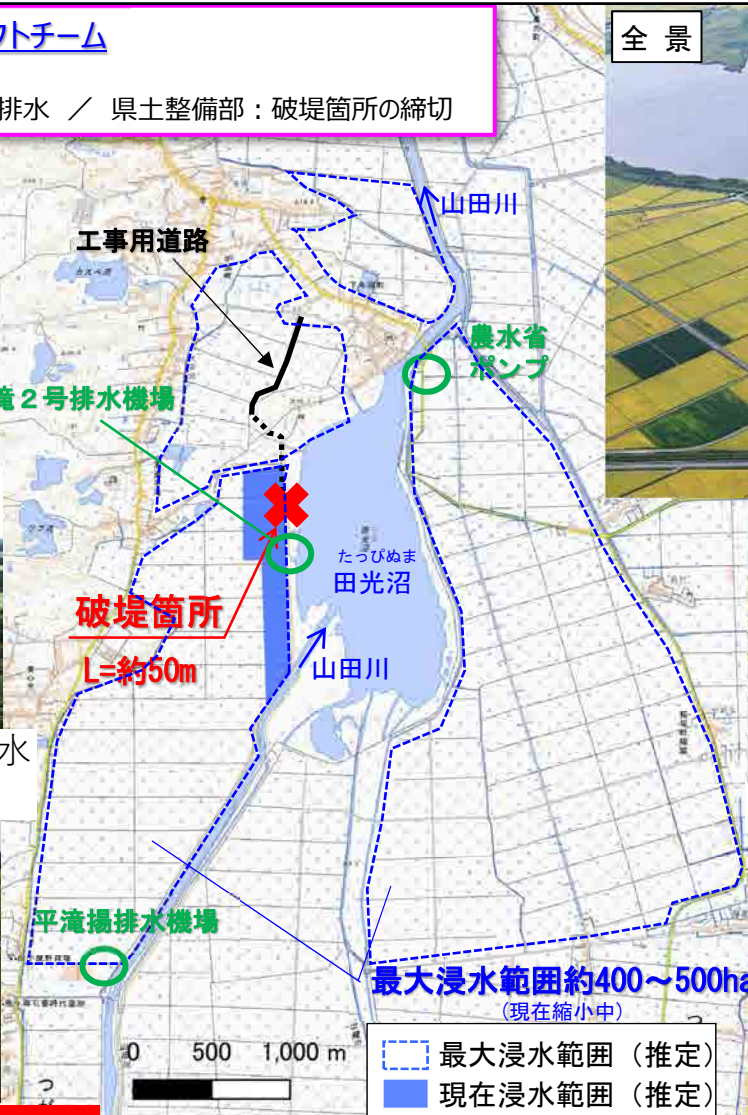 フトチーム
排水 ／ 県土整備部：破堤箇所の締切
全 景
山田川
工事用道路
農水省
ポンプ
滝２号排水機場
たっぴぬま
田光沼
破堤箇所
L=約50m
山田川
水
平滝揚排水機場
最大浸水範囲約400～500ha
(現在縮小中)
0 500 1,000 m
最大浸水範囲（推定）
現在浸水範囲（推定）
つ
つ